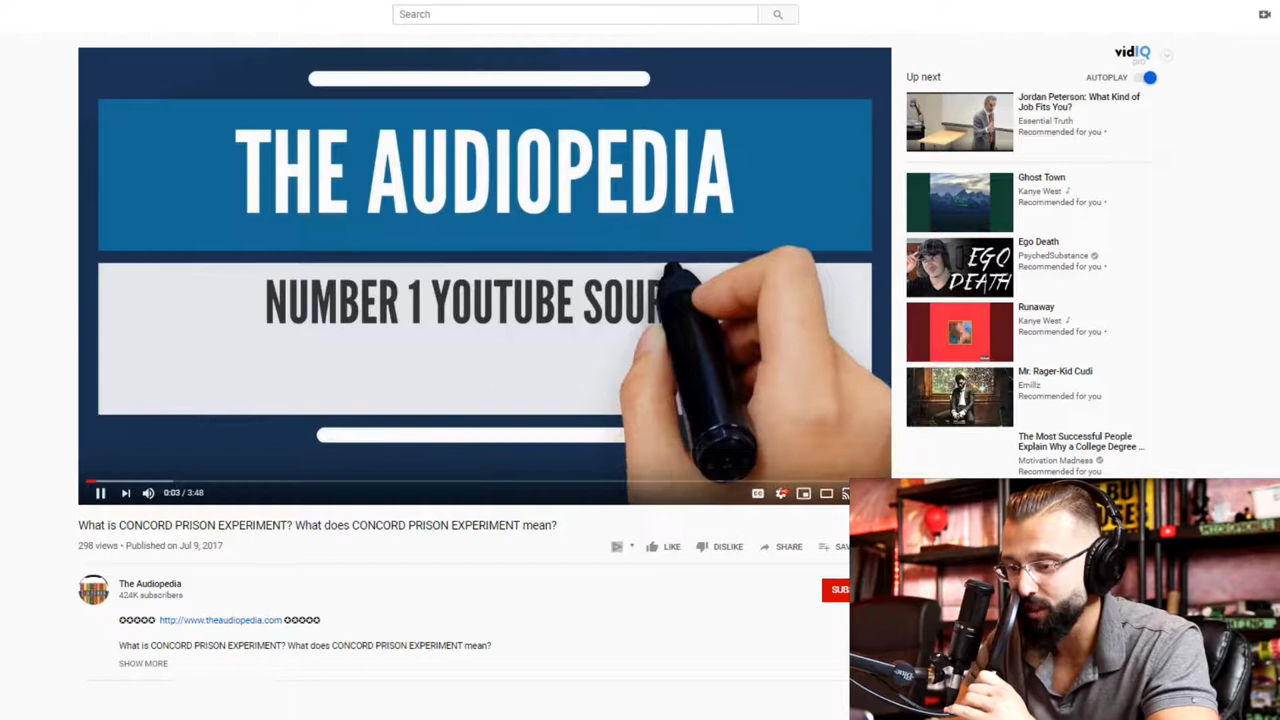 Search
vidIQ
pro
THE AUDIOPEDIA
NUMBER 1 YOUTUBE SOUR
0:03 / 3:48
CC
What is CONCORD PRISON EXPERIMENT? What does CONCORD PRISON EXPERIMENT mean?
298 views • Published on Jul 9, 2017
LIKE
DISLIKE
SHARE
SAV
The Audiopedia
424K subscribers
SUBS
✪✪✪✪✪ http://www.theaudiopedia.com ✪✪✪✪✪
What is CONCORD PRISON EXPERIMENT? What does CONCORD PRISON EXPERIMENT mean?
SHOW MORE
Up next
AUTOPLAY
Jordan Peterson: What Kind of
Job Fits You?
Essential Truth
Recommended for you •
Ghost Town
Kanye West ♪
Recommended for you •
EGO
DEATH
Ego Death
PsychedSubstance
Recommended for you •
Runaway
Kanye West ♪
Recommended for you •
Mr. Rager-Kid Cudi
Emillz
Recommended for you
The Most Successful People
Explain Why a College Degree ...
Motivation Madness
Recommended for you
Blue